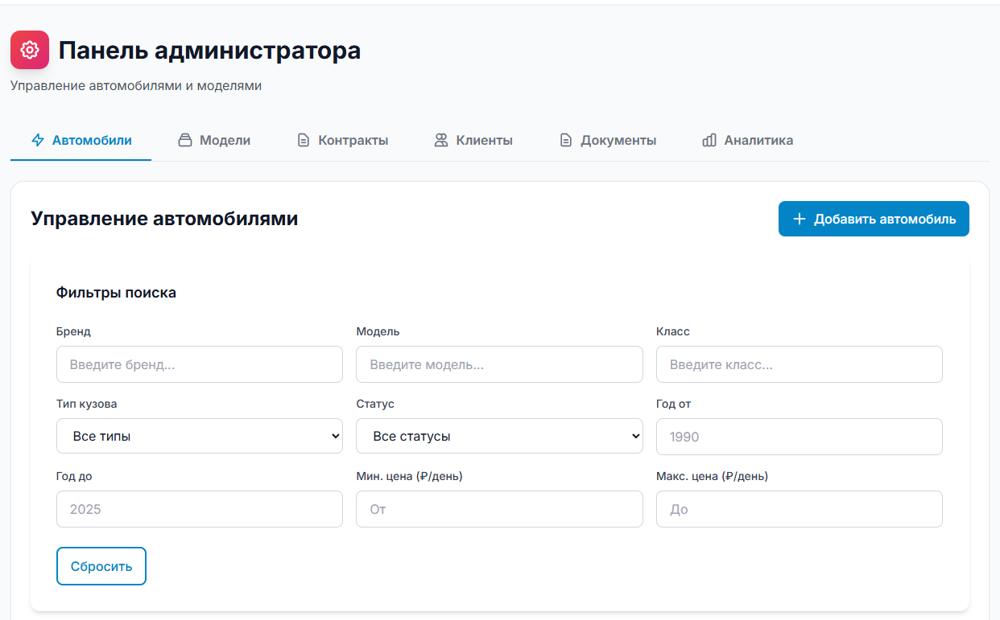 Панель администратора
Управление автомобилями и моделями
Автомобили Модели Контракты Клиенты Документы Аналитика
Управление автомобилями
Добавить автомобиль
Фильтры поиска
Бренд Модель Класс
Введите бренд... Введите модель... Введите класс...
Тип кузова Статус Год от
Все типы Все статусы 1990
Год до Мин. цена (₽/день) Макс. цена (₽/день)
2025 От До
Сбросить